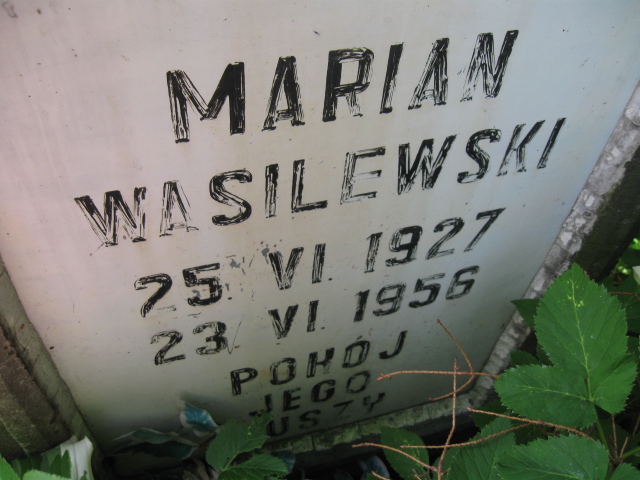 MARIAN
WASILEWSKI
25. VI. 1927
23. VI. 1956
POKÓJ
JEGO
DUSZY